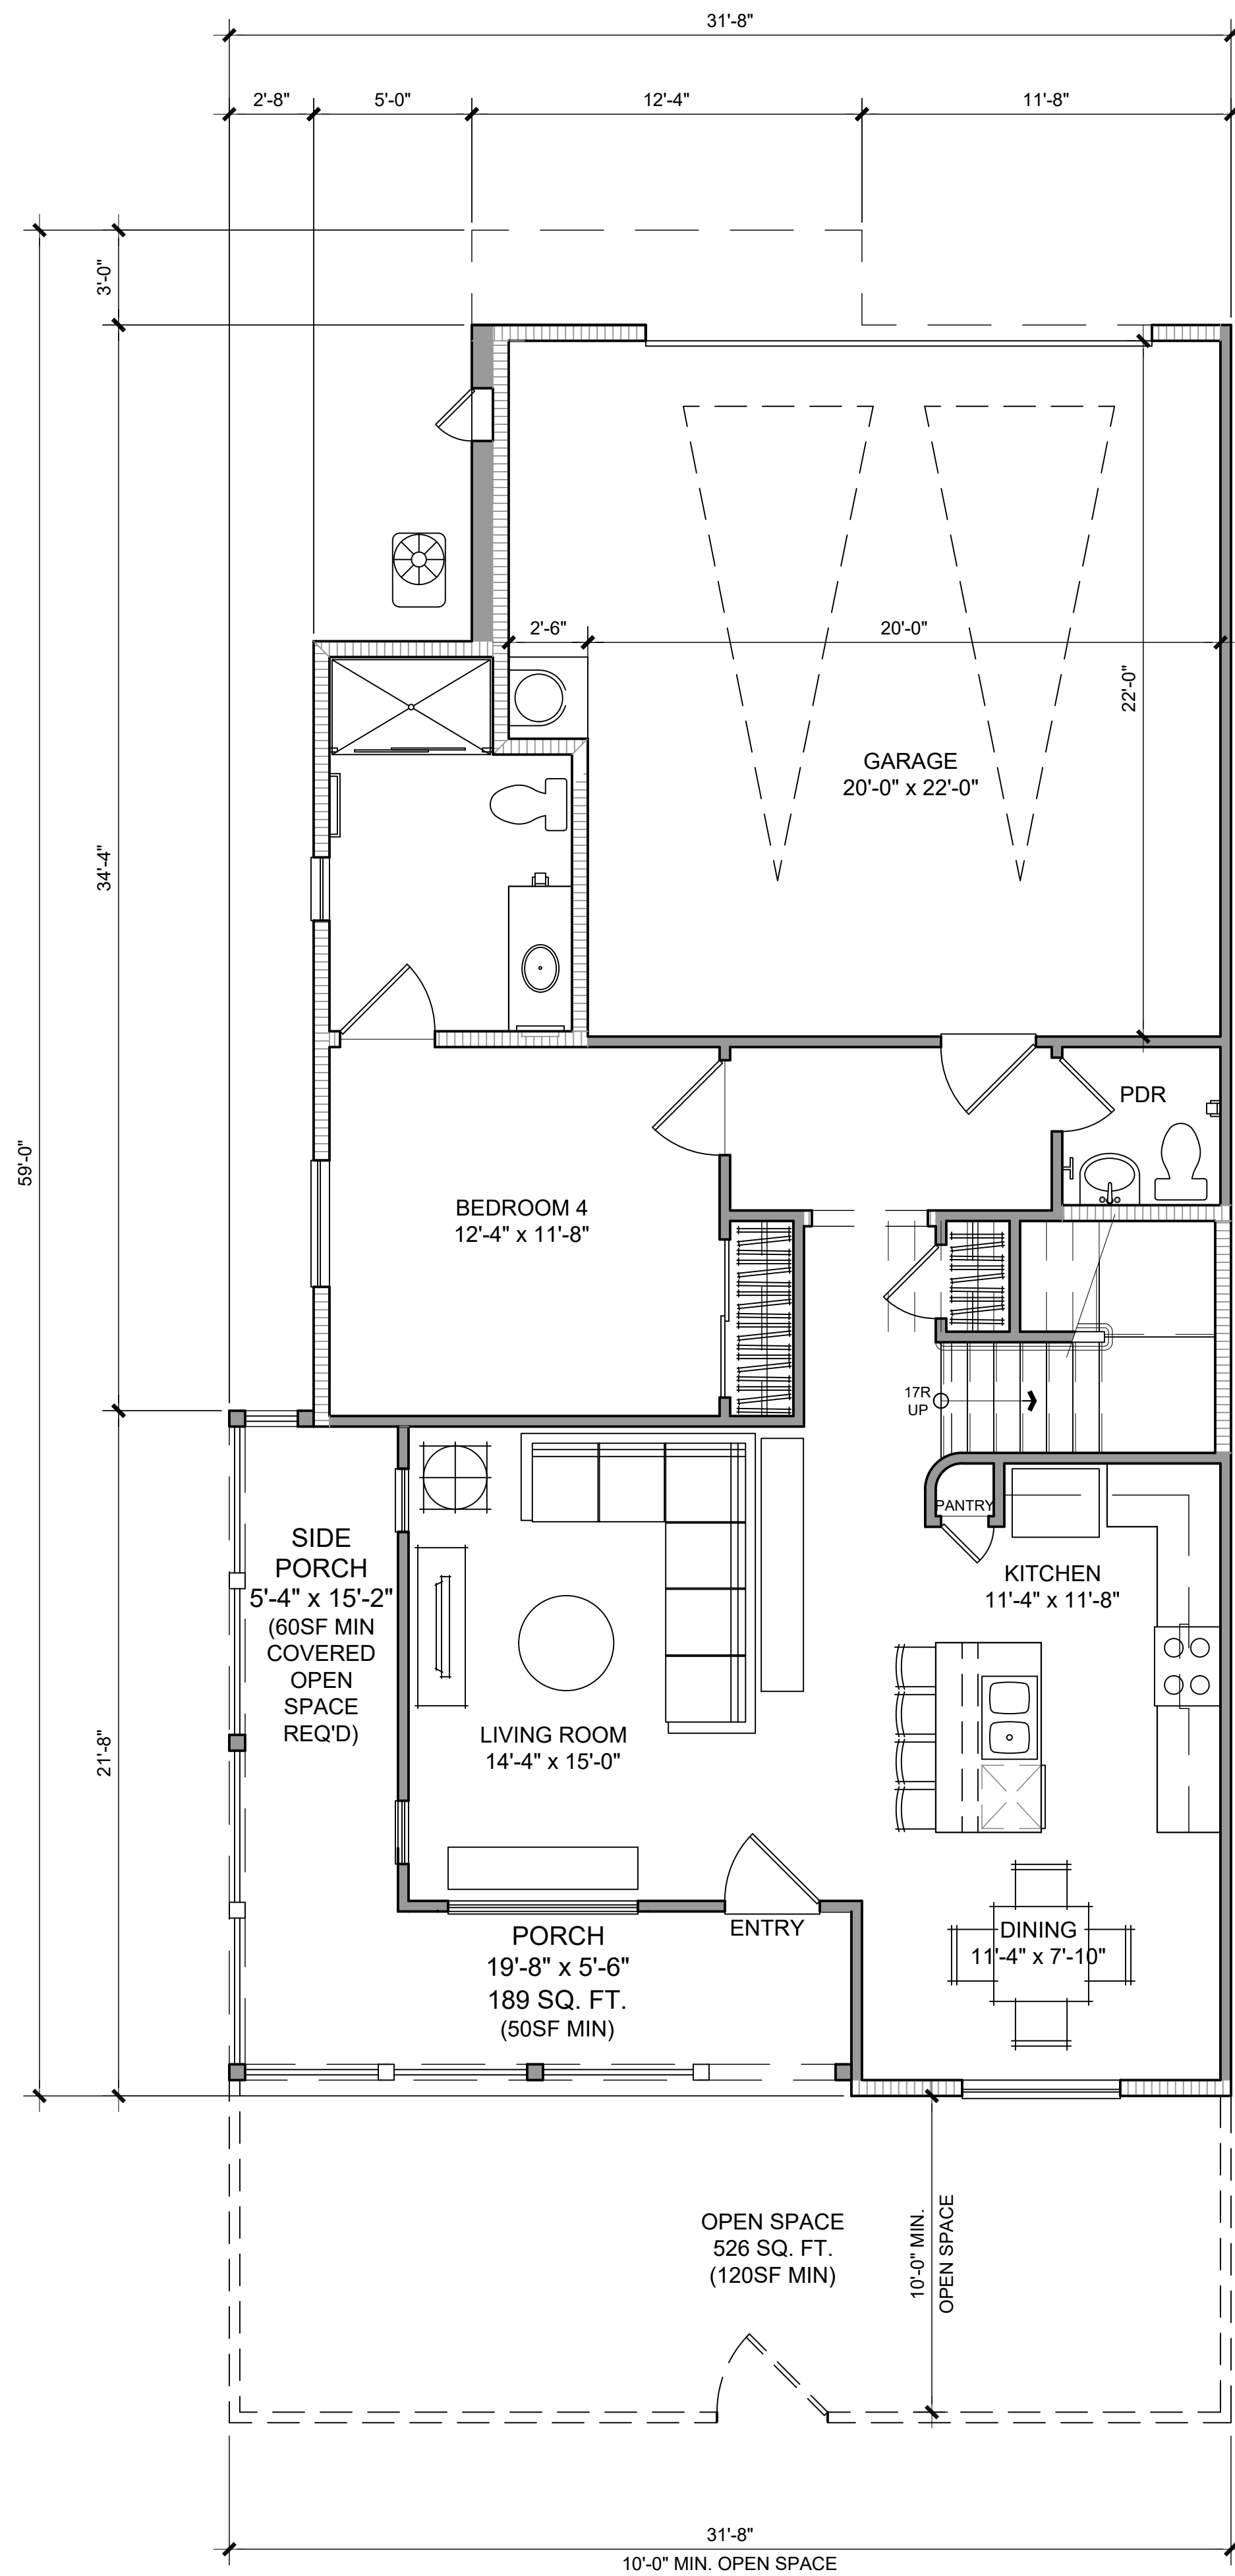 31'-8"
2'-8"
5'-0"
12'-4"
11'-8"
3'-0"
34'-4"
59'-0"
21'-8"
2'-6"
20'-0"
22'-0"
GARAGE
20'-0" x 22'-0"
PDR
BEDROOM 4
12'-4" x 11'-8"
17R
UP
PANTRY
KITCHEN
11'-4" x 11'-8"
SIDE
PORCH
5'-4" x 15'-2"
(60SF MIN
COVERED
OPEN
SPACE
REQ'D)
LIVING ROOM
14'-4" x 15'-0"
ENTRY
DINING
11'-4" x 7'-10"
PORCH
19'-8" x 5'-6"
189 SQ. FT.
(50SF MIN)
OPEN SPACE
526 SQ. FT.
(120SF MIN)
10'-0" MIN.
OPEN SPACE
31'-8"
10'-0" MIN. OPEN SPACE